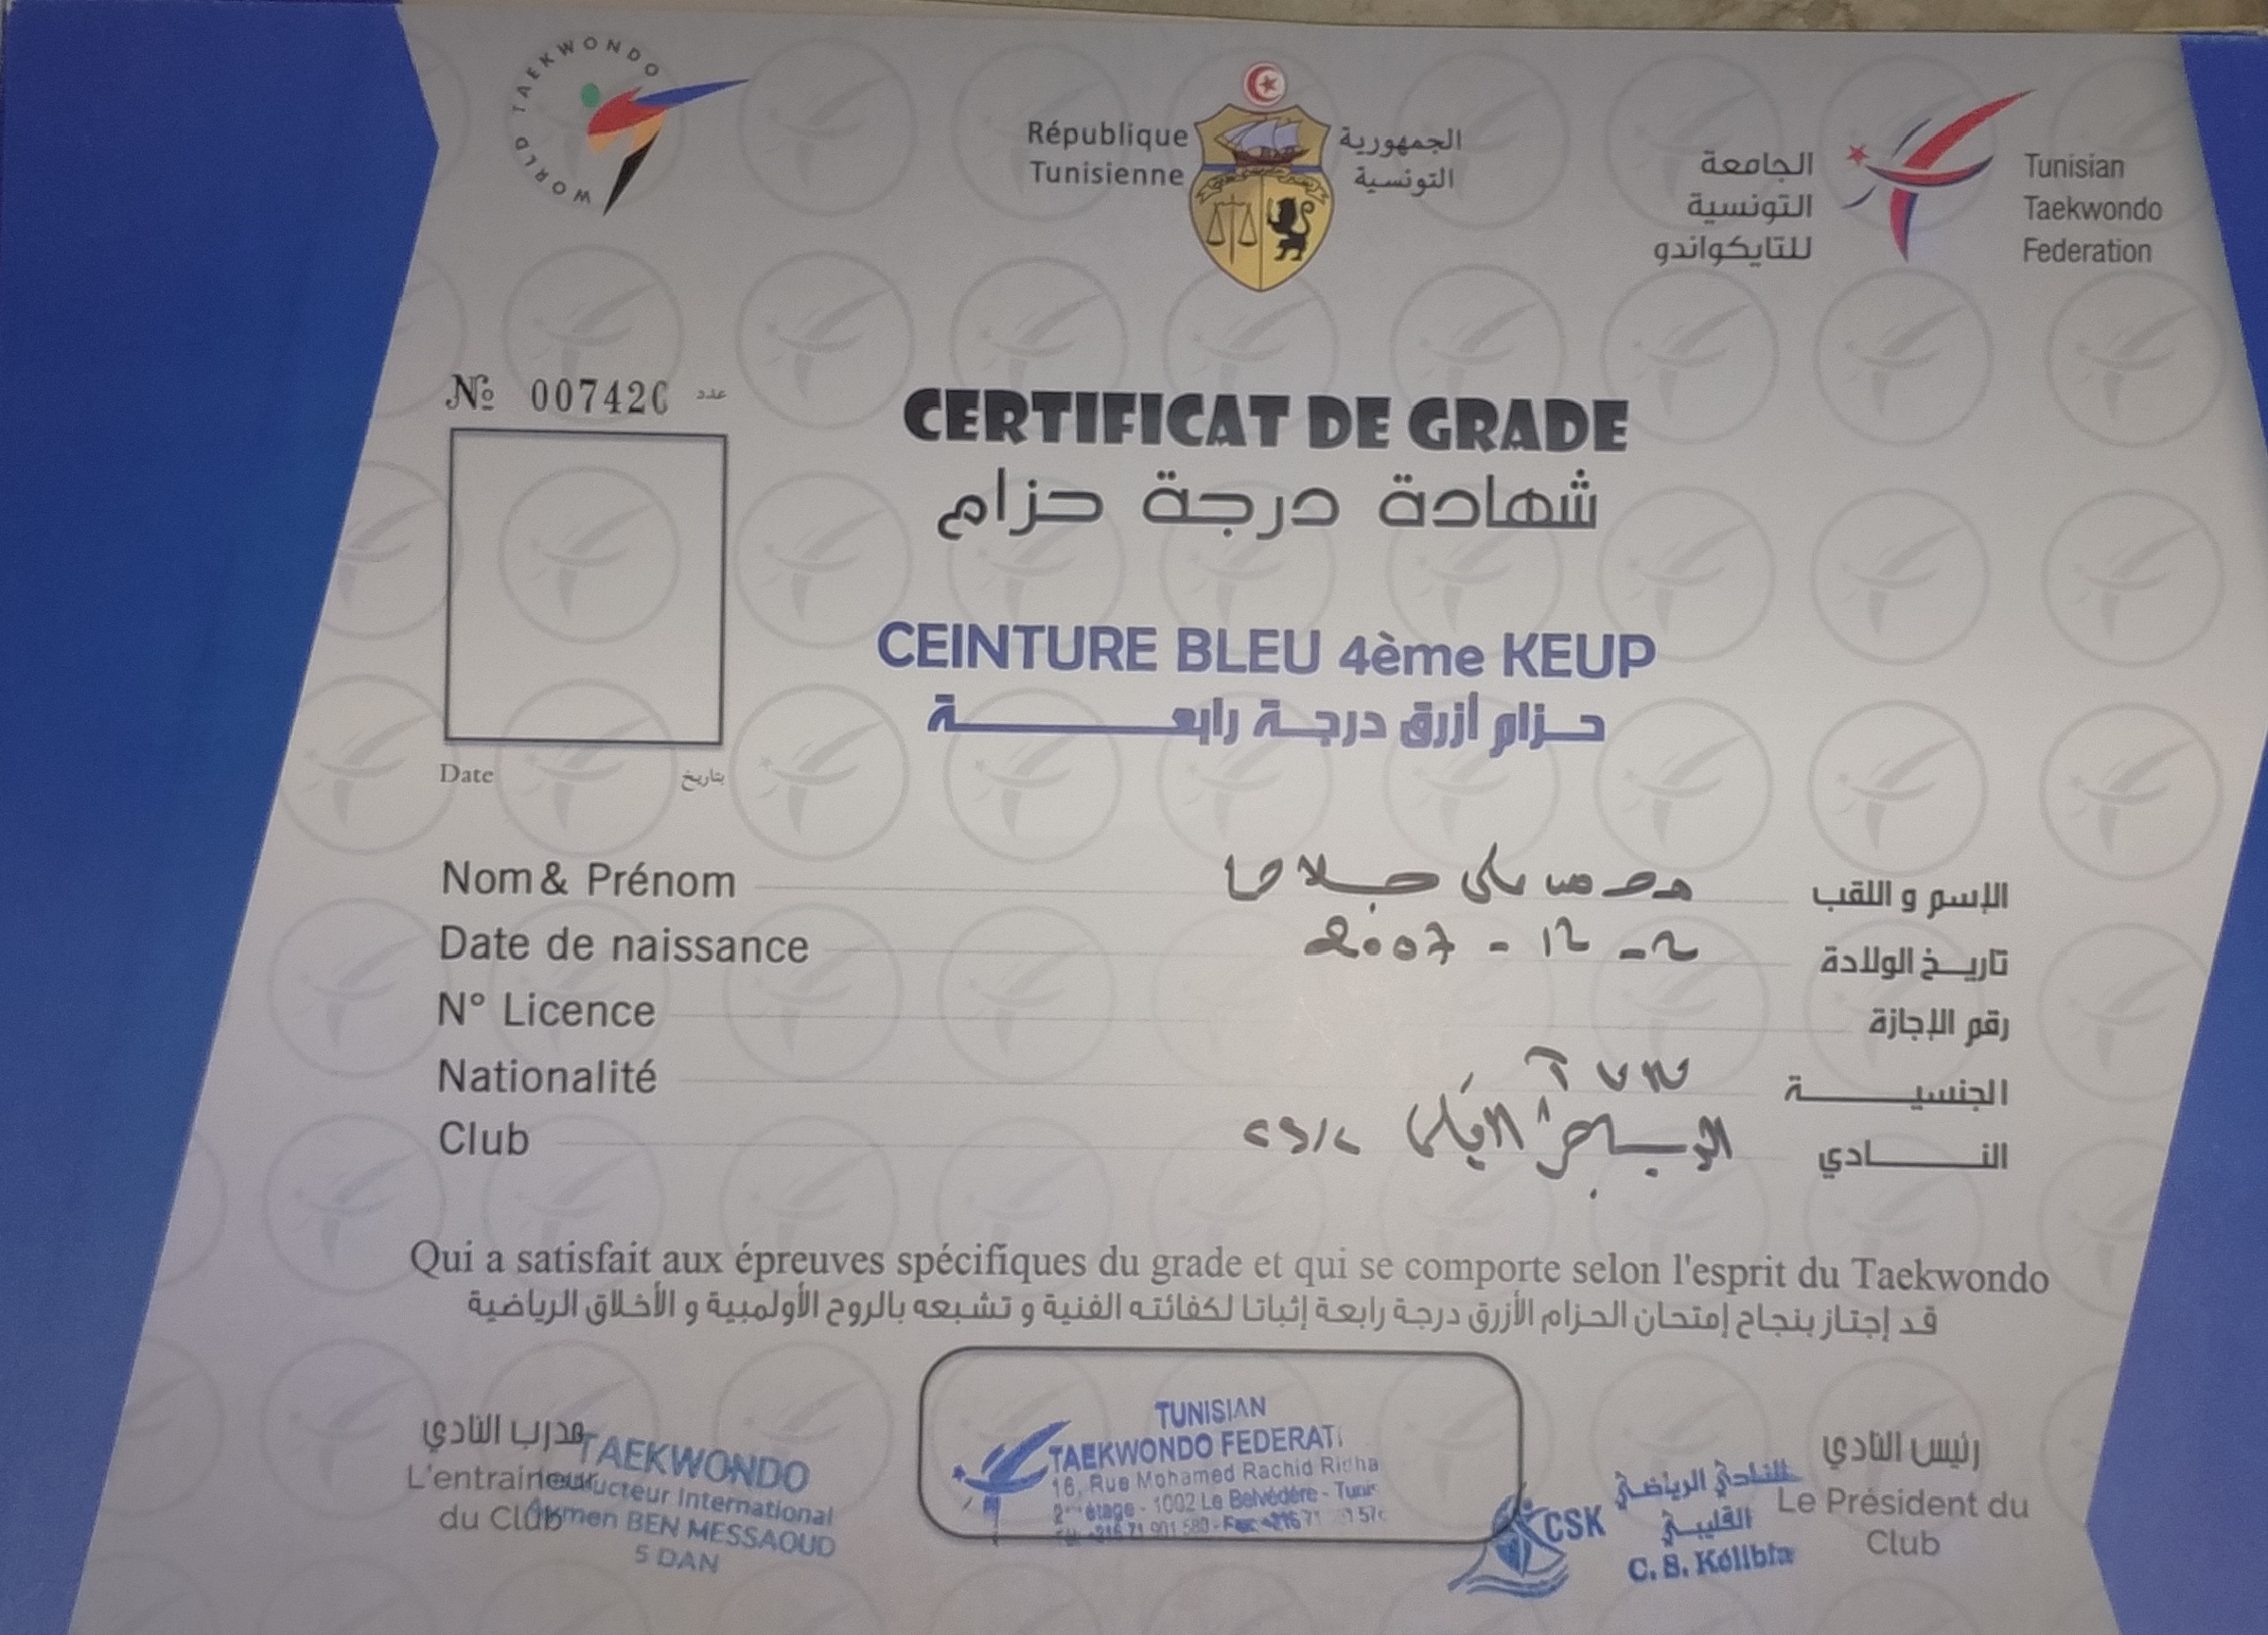 WORLD TAEKWONDO
République
Tunisienne
الجمهورية
التونسية
الجامعة
التونسية
للتايكواندو
Tunisian
Taekwondo
Federation
№ 007420 عدد
CERTIFICAT DE GRADE
شهادة درجة حزام
CEINTURE BLEU 4ème KEUP
حزام أزرق درجة رابعة
Date بتاريخ
Nom & Prénom الإسم و اللقب
Date de naissance 2007 - 12 - 2 تاريخ الولادة
N° Licence رقم الإجازة
Nationalité الجنسية
Club النادي
Qui a satisfait aux épreuves spécifiques du grade et qui se comporte selon l'esprit du Taekwondo
قد إجتاز بنجاح إمتحان الحزام الأزرق درجة رابعة إثباتا لكفائته الفنية و تشبعه بالروح الأولمبية و الأخلاق الرياضية
مدرب النادي
L'entraineur
du Club
TAEKWONDO
International
BEN MESSAOUD
5 DAN
TUNISIAN
TAEKWONDO FEDERATI
16, Rue Mohamed Rachid Ridha
étage - 1002 Le Belvédère - Tunis
CSK
النادي الرياضي
القليبي
C. S. Kélibia
رئيس النادي
Le Président du
Club